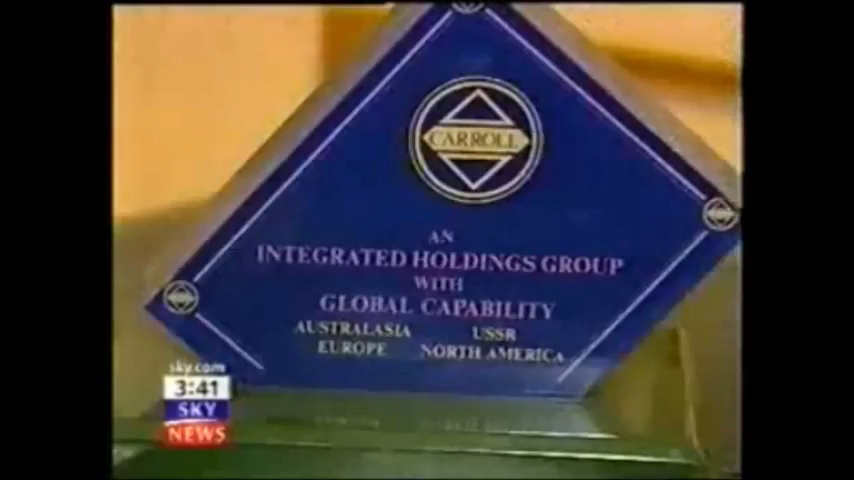 CARROLL
AN
INTEGRATED HOLDINGS GROUP
WITH
GLOBAL CAPABILITY
AUSTRALASIA USSR
EUROPE NORTH AMERICA
sky.com
3:41
SKY
NEWS